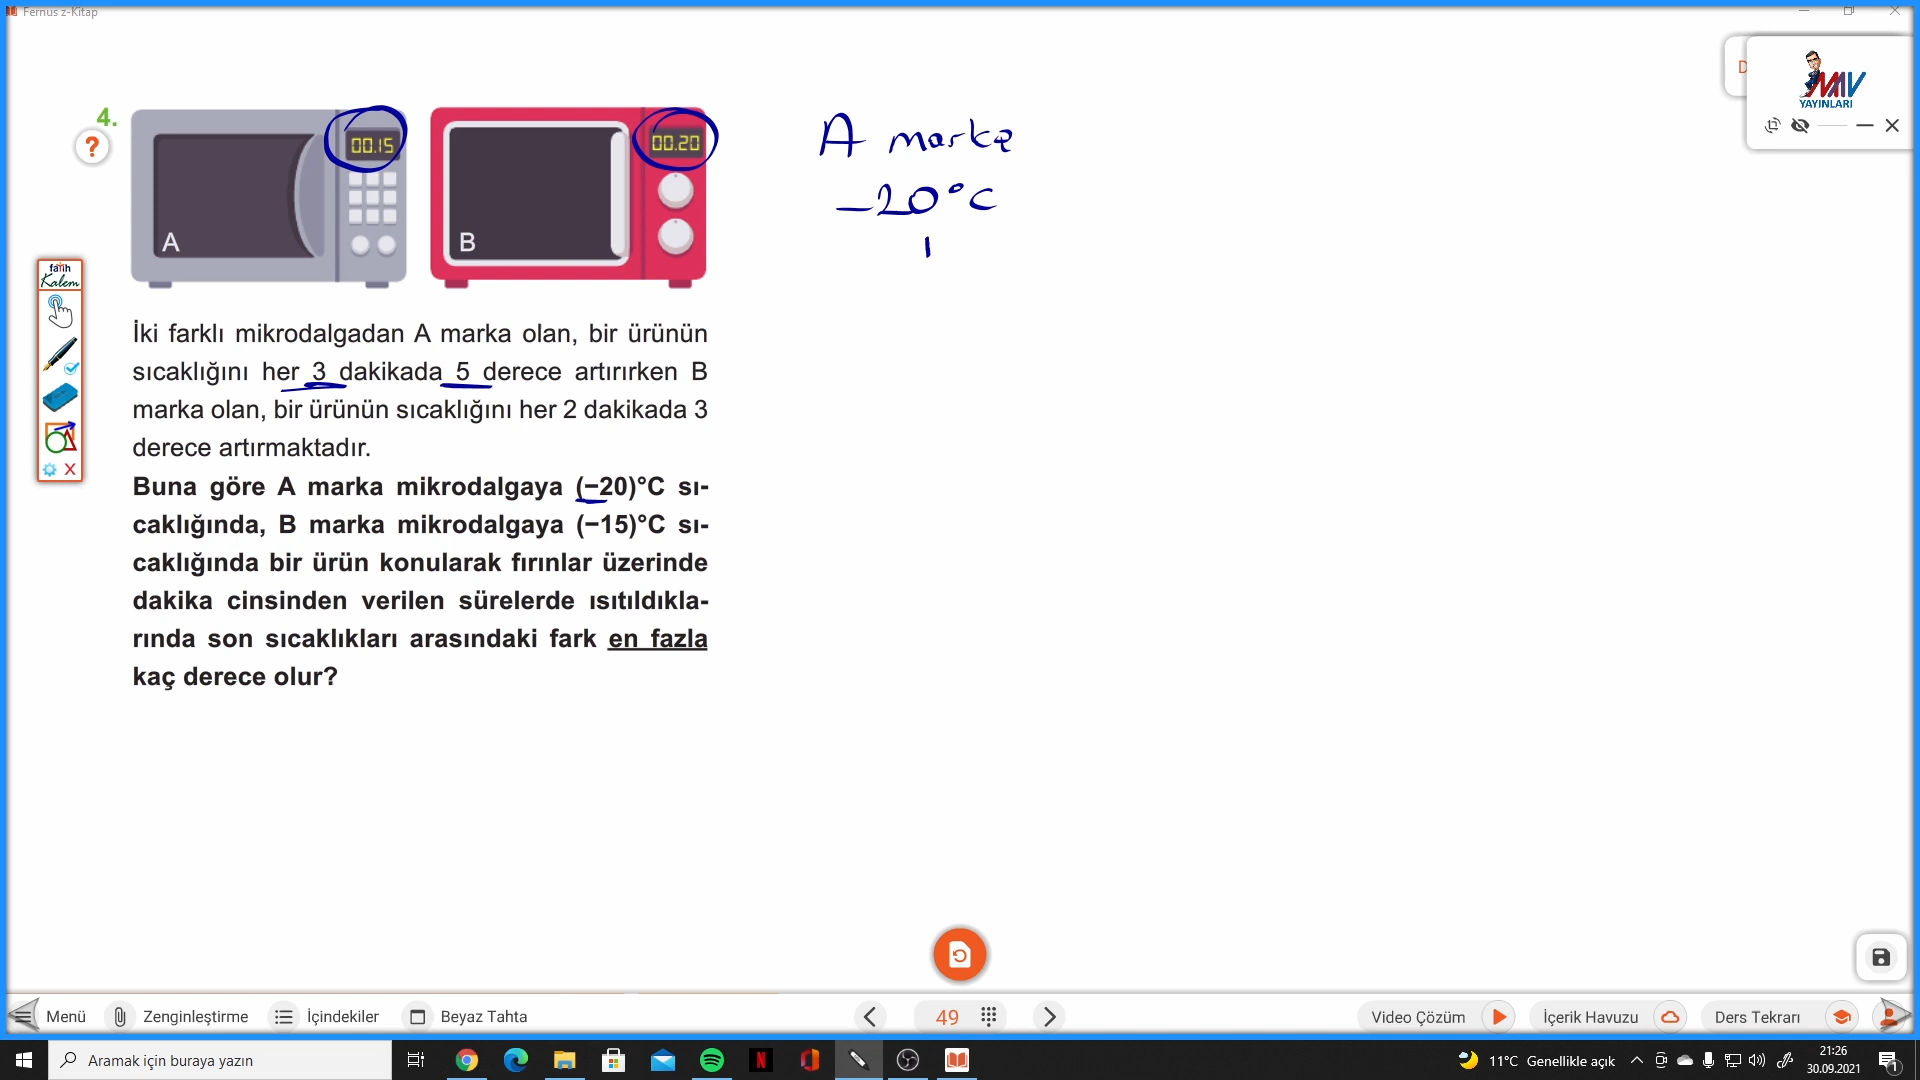 Fernus z-Kitap
MAV
YAYINLARI
4.
?
00.15
00.20
A
B
A marka
-20°C
fatih
Kalem
İki farklı mikrodalgadan A marka olan, bir ürünün
sıcaklığını her 3 dakikada 5 derece artırırken B
marka olan, bir ürünün sıcaklığını her 2 dakikada 3
derece artırmaktadır.
Buna göre A marka mikrodalgaya (−20)°C sı-
caklığında, B marka mikrodalgaya (−15)°C sı-
caklığında bir ürün konularak fırınlar üzerinde
dakika cinsinden verilen sürelerde ısıtıldıkla-
rında son sıcaklıkları arasındaki fark en fazla
kaç derece olur?
Menü Zenginleştirme İçindekiler Beyaz Tahta 49 Video Çözüm İçerik Havuzu Ders Tekrarı
Aramak için buraya yazın
11°C Genellikle açık
21:26
30.09.2021
1